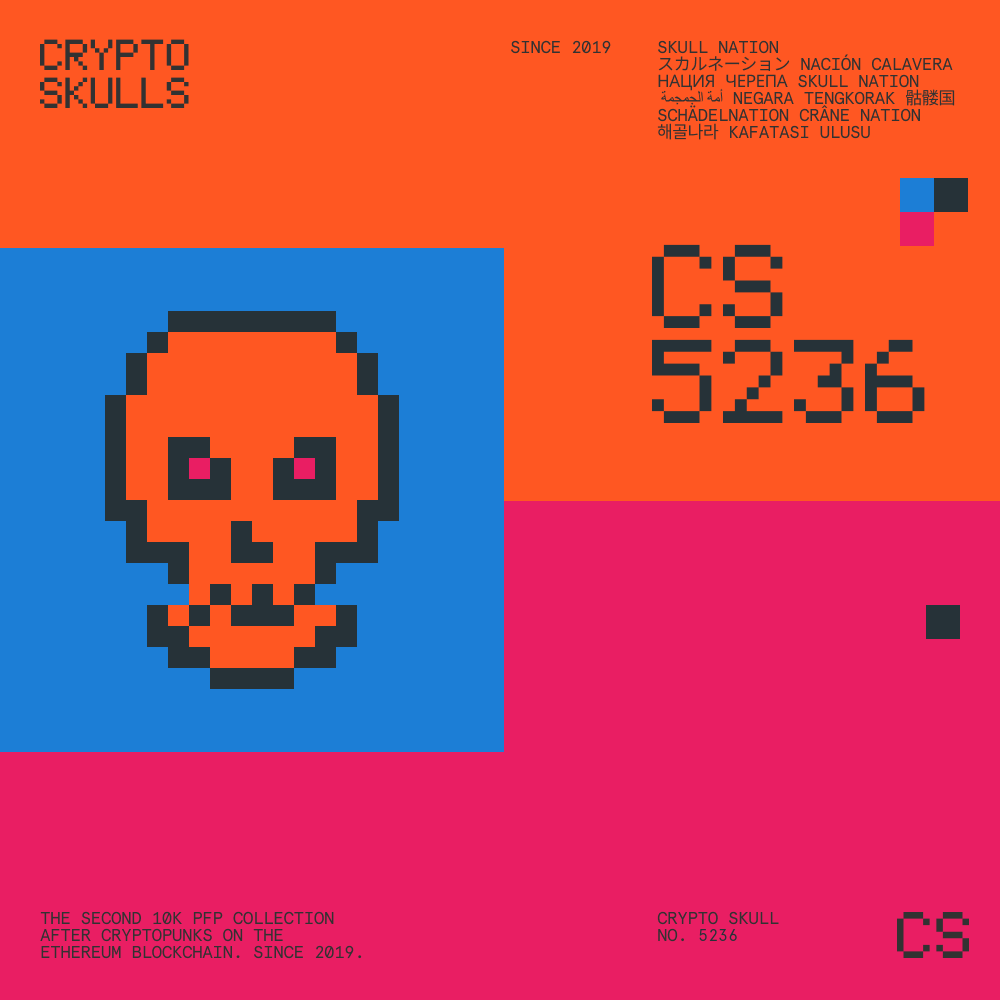 CRYPTO
SKULLS
SINCE 2019
SKULL NATION
スカルネーション NACIÓN CALAVERA
НАЦИЯ ЧЕРЕПА SKULL NATION
أمة الجمجمة NEGARA TENGKORAK 骷髅国
SCHÄDELNATION CRÂNE NATION
해골나라 KAFATASI ULUSU
CS
5236
THE SECOND 10K PFP COLLECTION
AFTER CRYPTOPUNKS ON THE
ETHEREUM BLOCKCHAIN. SINCE 2019.
CRYPTO SKULL
NO. 5236
CS